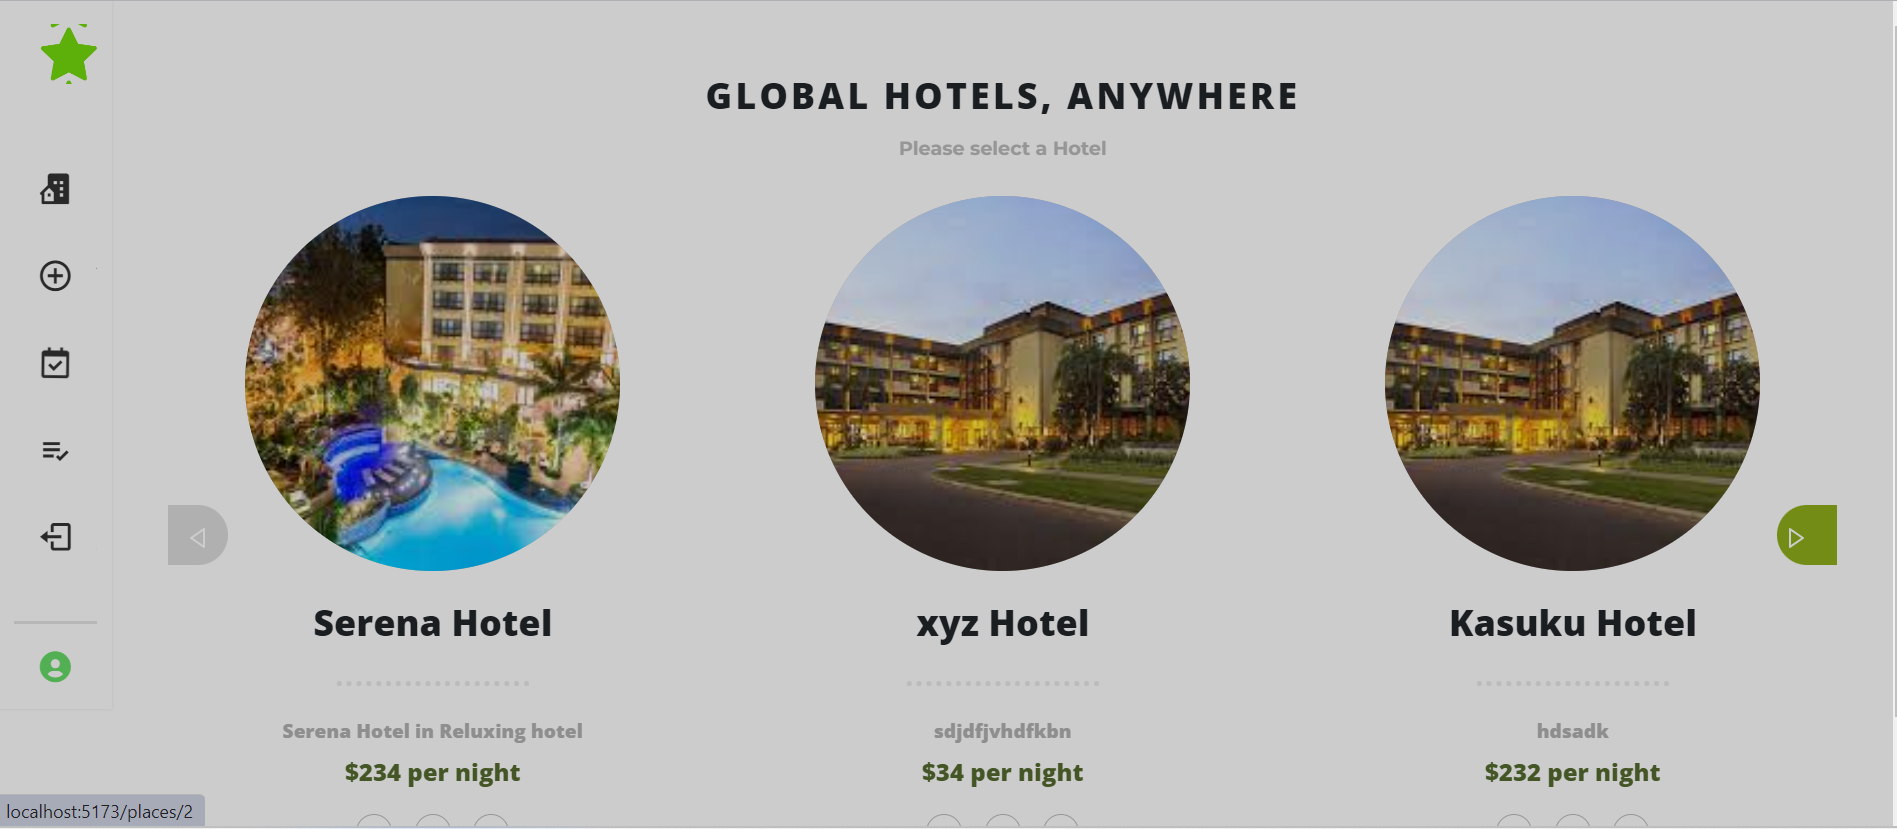 GLOBAL HOTELS, ANYWHERE
Please select a Hotel
Serena Hotel
xyz Hotel
Kasuku Hotel
Serena Hotel in Reluxing hotel
sdjdfjvhdfkbn
hdsadk
$234 per night
$34 per night
$232 per night
localhost:5173/places/2